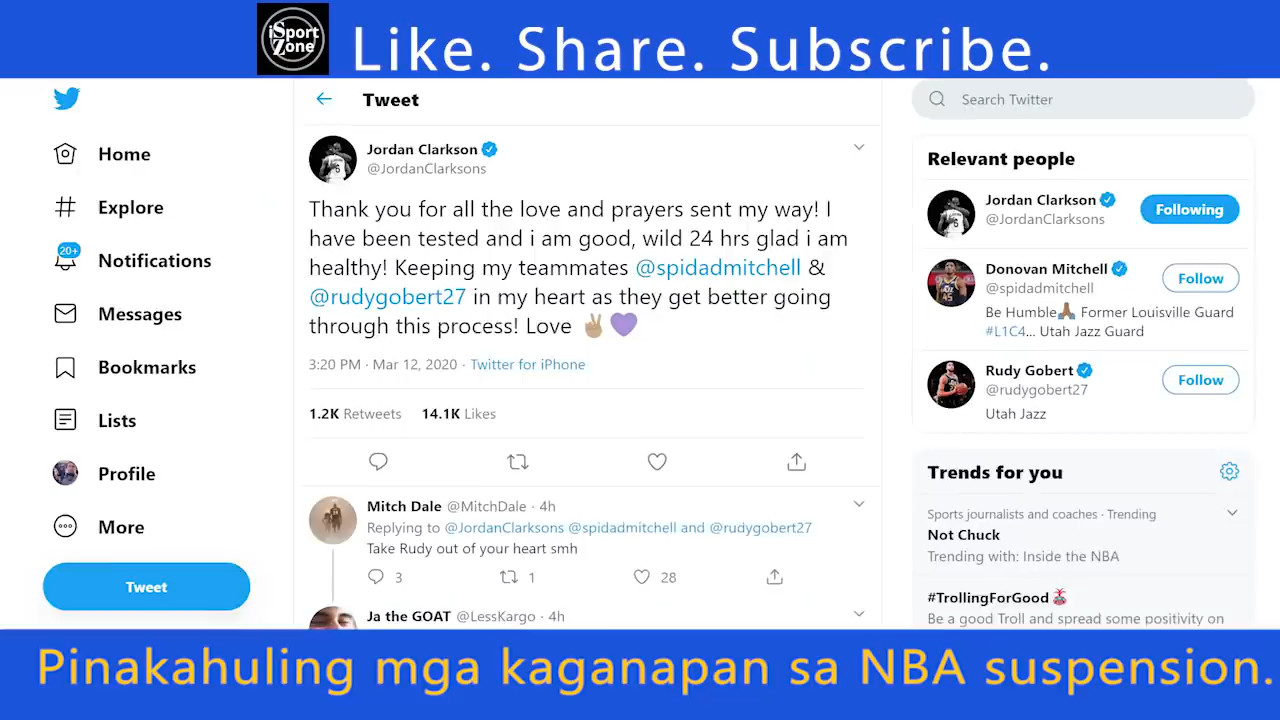 iSport
Zone
Like. Share. Subscribe.
Home
Explore
20+
Notifications
Messages
Bookmarks
Lists
Profile
More
Tweet
Tweet
Jordan Clarkson
@JordanClarksons
Thank you for all the love and prayers sent my way! I
have been tested and i am good, wild 24 hrs glad i am
healthy! Keeping my teammates @spidadmitchell &
@rudygobert27 in my heart as they get better going
through this process! Love ✌🏽💜
3:20 PM · Mar 12, 2020 · Twitter for iPhone
1.2K Retweets 14.1K Likes
Mitch Dale @MitchDale · 4h
Replying to @JordanClarksons @spidadmitchell and @rudygobert27
Take Rudy out of your heart smh
3 1 28
Ja the GOAT @LessKargo · 4h
Search Twitter
Relevant people
Jordan Clarkson
@JordanClarksons
Following
Donovan Mitchell
@spidadmitchell
Follow
Be Humble🙏🏾 Former Louisville Guard
#L1C4... Utah Jazz Guard
Rudy Gobert
@rudygobert27
Follow
Utah Jazz
Trends for you
Sports journalists and coaches · Trending
Not Chuck
Trending with: Inside the NBA
#TrollingForGood
Be a good Troll and spread some positivity on
Pinakahuling mga kaganapan sa NBA suspension.